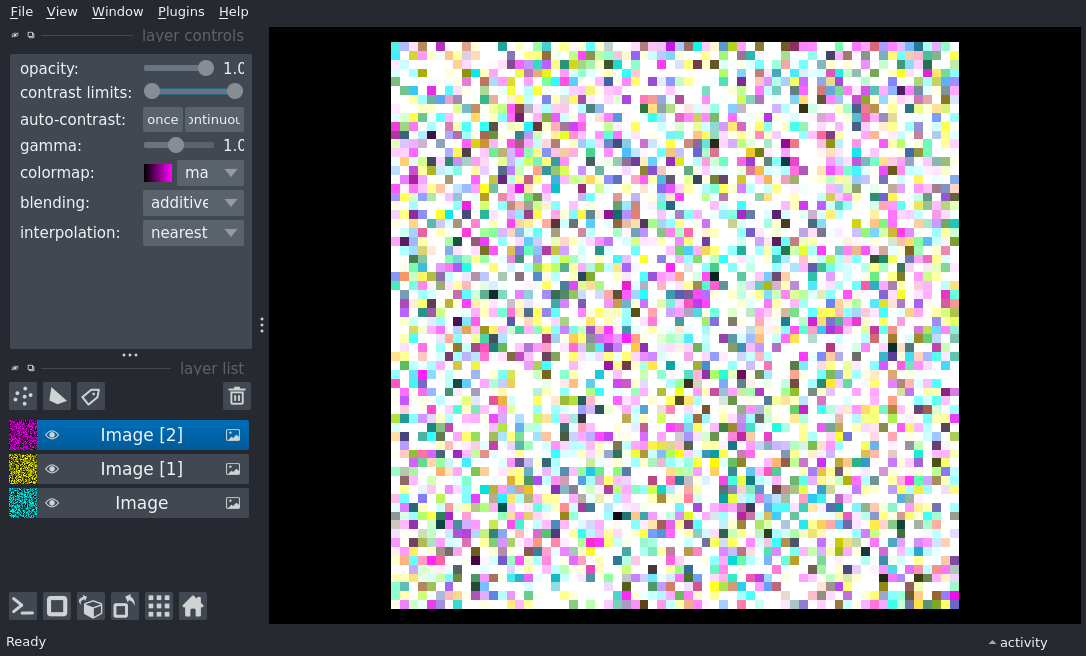 File View Window Plugins Help
layer controls
opacity: 1.0
contrast limits:
auto-contrast: once ontinuou
gamma: 1.0
colormap: ma
blending: additive
interpolation: nearest
layer list
Image [2]
Image [1]
Image
Ready
activity